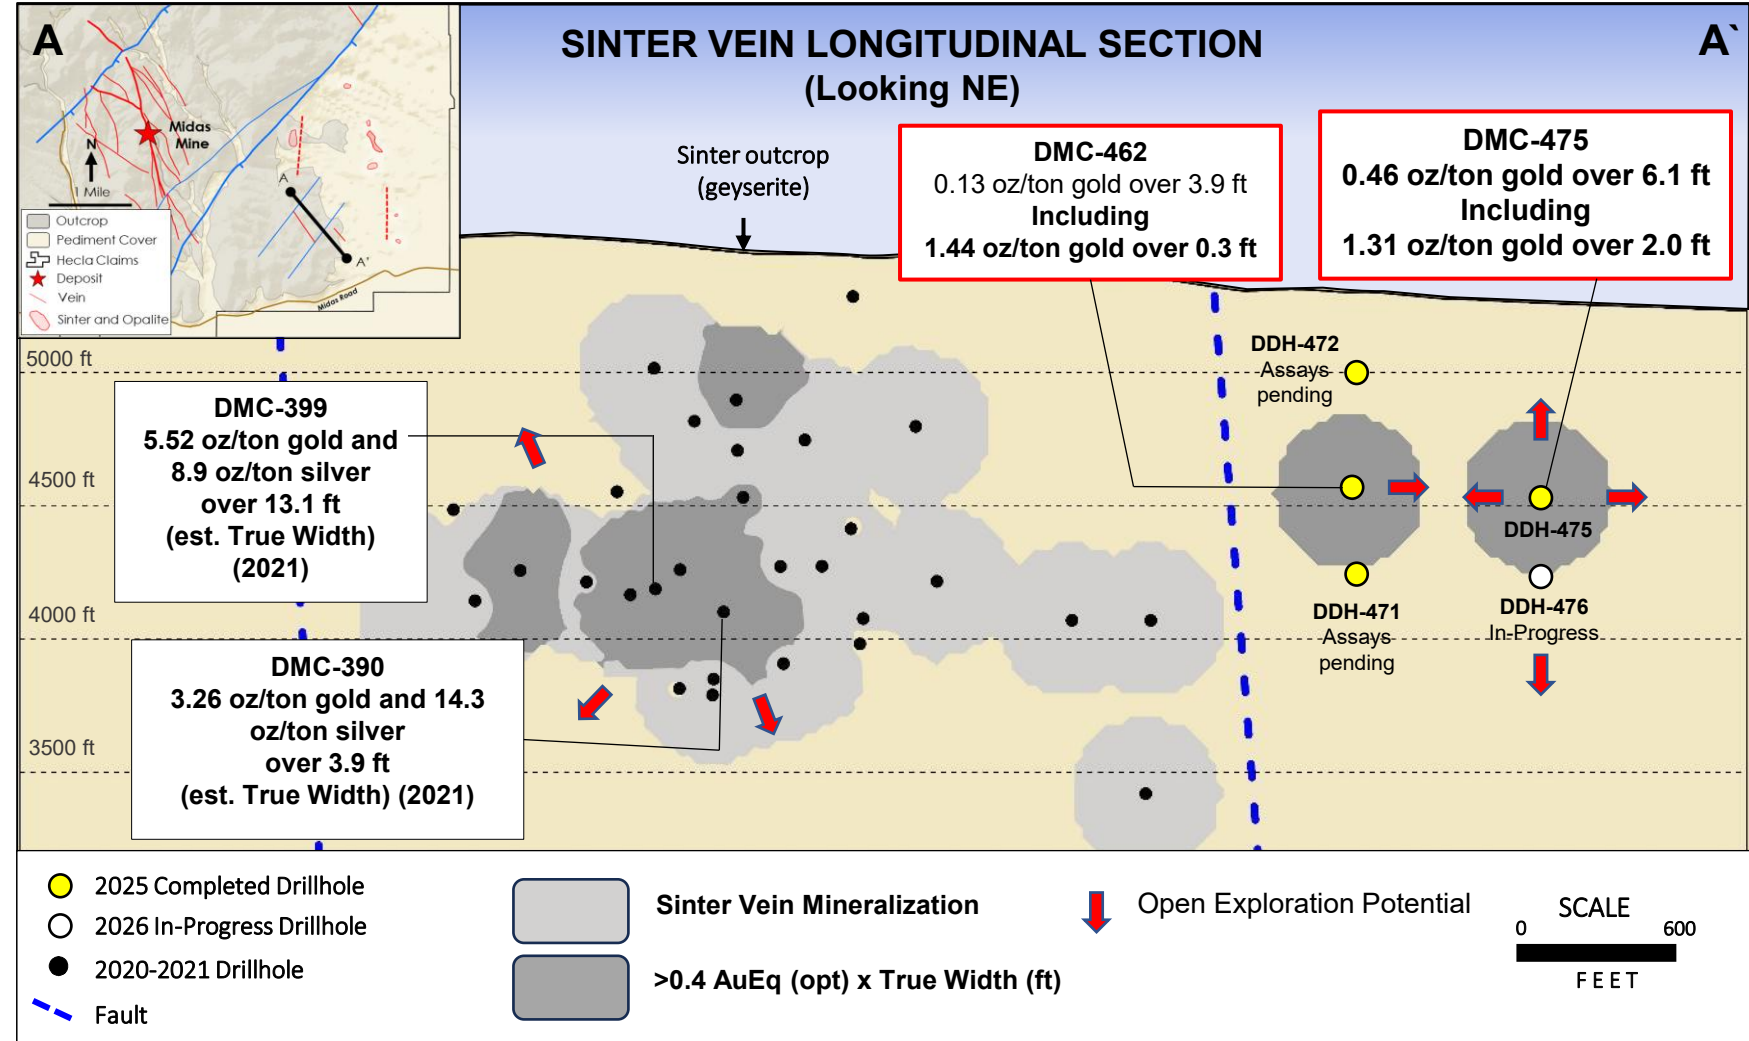 A
SINTER VEIN LONGITUDINAL SECTION
(Looking NE)
A`
Midas
Mine
N
1 Mile
A
A'
Midas Road
Outcrop
Pediment Cover
Hecla Claims
Deposit
Vein
Sinter and Opalite
Sinter outcrop
(geyserite)
DMC-462
0.13 oz/ton gold over 3.9 ft
Including
1.44 oz/ton gold over 0.3 ft
DMC-475
0.46 oz/ton gold over 6.1 ft
Including
1.31 oz/ton gold over 2.0 ft
5000 ft
4500 ft
4000 ft
3500 ft
DMC-399
5.52 oz/ton gold and
8.9 oz/ton silver
over 13.1 ft
(est. True Width)
(2021)
DMC-390
3.26 oz/ton gold and 14.3
oz/ton silver
over 3.9 ft
(est. True Width) (2021)
DDH-472
Assays
pending
DDH-475
DDH-471
Assays
pending
DDH-476
In-Progress
2025 Completed Drillhole
2026 In-Progress Drillhole
2020-2021 Drillhole
Fault
Sinter Vein Mineralization
>0.4 AuEq (opt) x True Width (ft)
Open Exploration Potential
SCALE
0 600
FEET